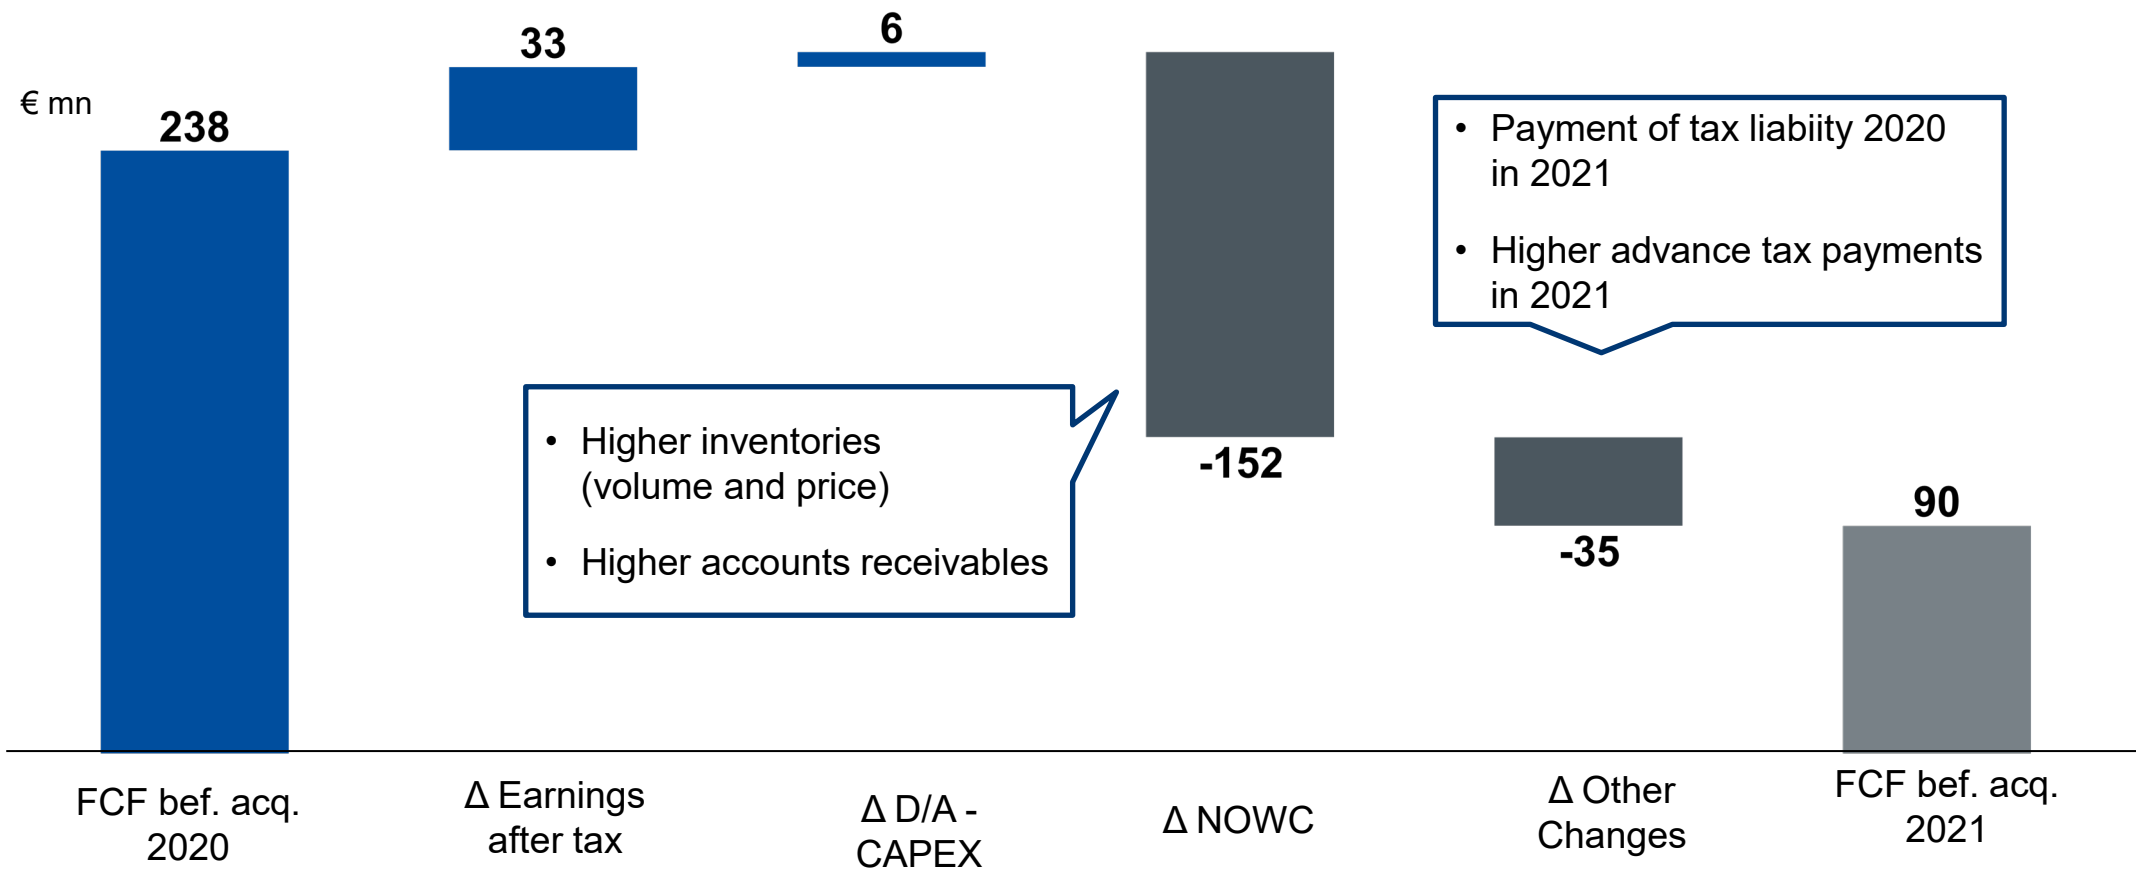 € mn
238
33
6
-152
-35
90
• Higher inventories
(volume and price)
• Higher accounts receivables
• Payment of tax liabiity 2020
in 2021
• Higher advance tax payments
in 2021
FCF bef. acq.
2020
Δ Earnings
after tax
Δ D/A -
CAPEX
Δ NOWC
Δ Other
Changes
FCF bef. acq.
2021